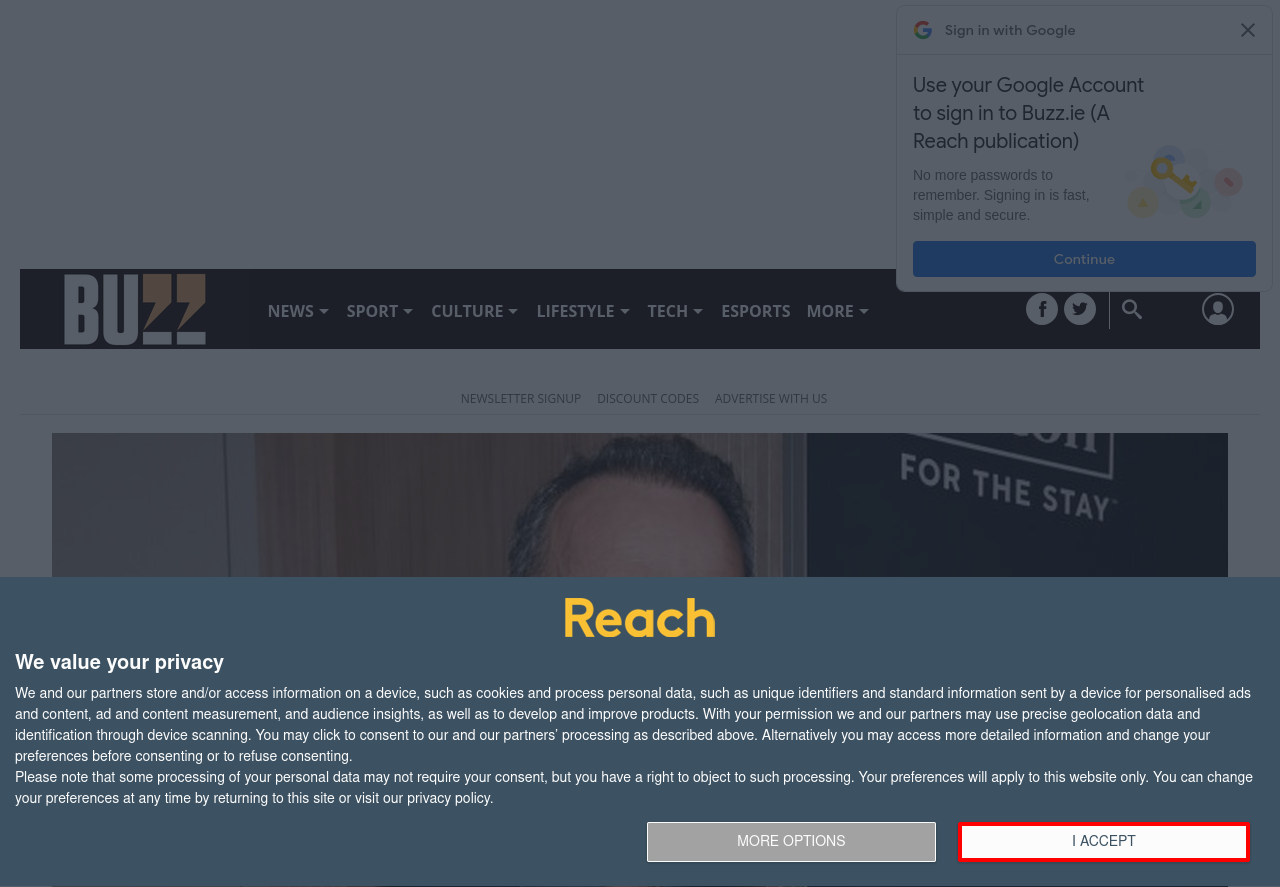 Sign in with Google
Use your Google Account
to sign in to Buzz.ie (A
Reach publication)
No more passwords to
remember. Signing in is fast,
simple and secure.
Continue
BUZZ
NEWS
SPORT
CULTURE
LIFESTYLE
TECH
ESPORTS
MORE
NEWSLETTER SIGNUP
DISCOUNT CODES
ADVERTISE WITH US
FOR THE STAY™
Reach
We value your privacy
We and our partners store and/or access information on a device, such as cookies and process personal data, such as unique identifiers and standard information sent by a device for personalised ads
and content, ad and content measurement, and audience insights, as well as to develop and improve products. With your permission we and our partners may use precise geolocation data and
identification through device scanning. You may click to consent to our and our partners’ processing as described above. Alternatively you may access more detailed information and change your
preferences before consenting or to refuse consenting.
Please note that some processing of your personal data may not require your consent, but you have a right to object to such processing. Your preferences will apply to this website only. You can change
your preferences at any time by returning to this site or visit our privacy policy.
MORE OPTIONS
I ACCEPT